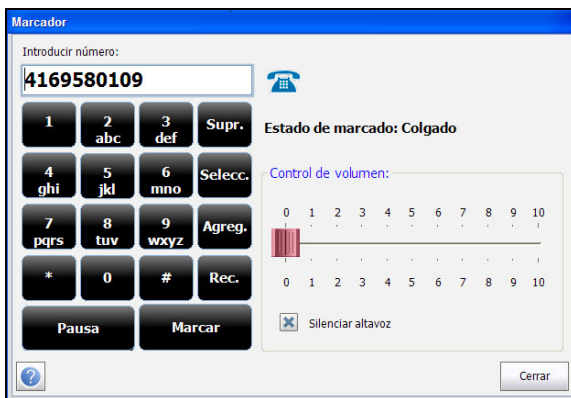 Marcador
Introducir número:
4169580109
1 2 3 Supr.
abc def
Estado de marcado: Colgado
4 5 6 Selecc.
ghi jkl mno
7 8 9 Agreg.
pqrs tuv wxyz
* 0 # Rec.
Pausa Marcar
Control de volumen:
0 1 2 3 4 5 6 7 8 9 10
0 1 2 3 4 5 6 7 8 9 10
Silenciar altavoz
? Cerrar